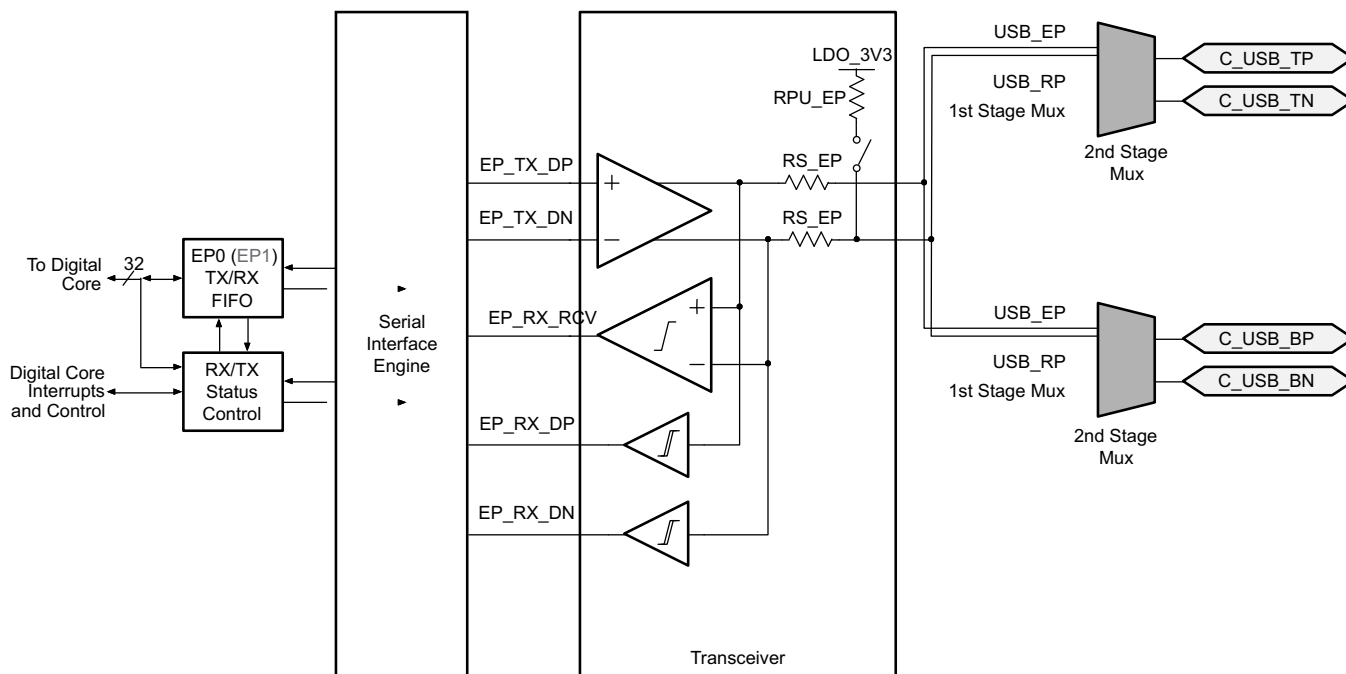 To Digital
Core
32
EP0 (EP1)
TX/RX
FIFO
Digital Core
Interrupts
and Control
RX/TX
Status
Control
Serial
Interface
Engine
EP_TX_DP
EP_TX_DN
EP_RX_RCV
EP_RX_DP
EP_RX_DN
LDO_3V3
RPU_EP
RS_EP
RS_EP
+
−
+
−
Transceiver
USB_EP
USB_RP
1st Stage Mux
2nd Stage
Mux
C_USB_TP
C_USB_TN
USB_EP
USB_RP
1st Stage Mux
2nd Stage
Mux
C_USB_BP
C_USB_BN